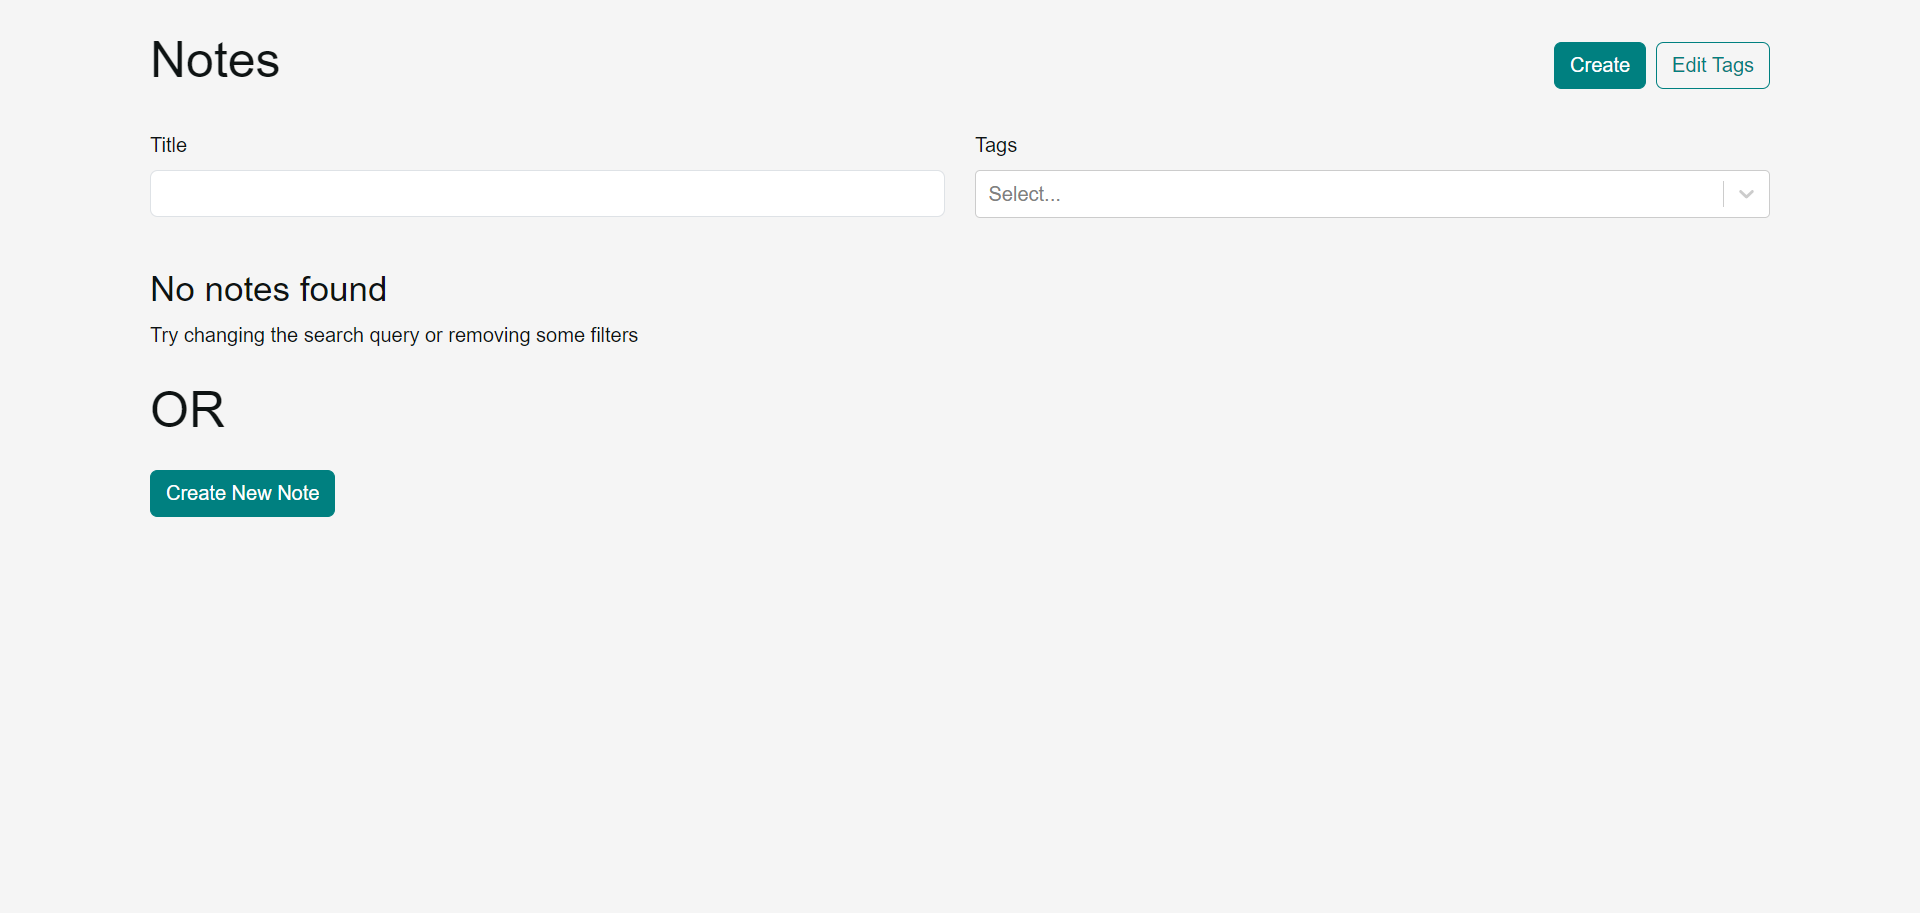 Notes
Create
Edit Tags
Title
Tags
Select...
No notes found
Try changing the search query or removing some filters
OR
Create New Note